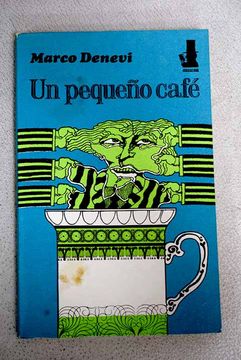 Marco Denevi
Un pequeño café